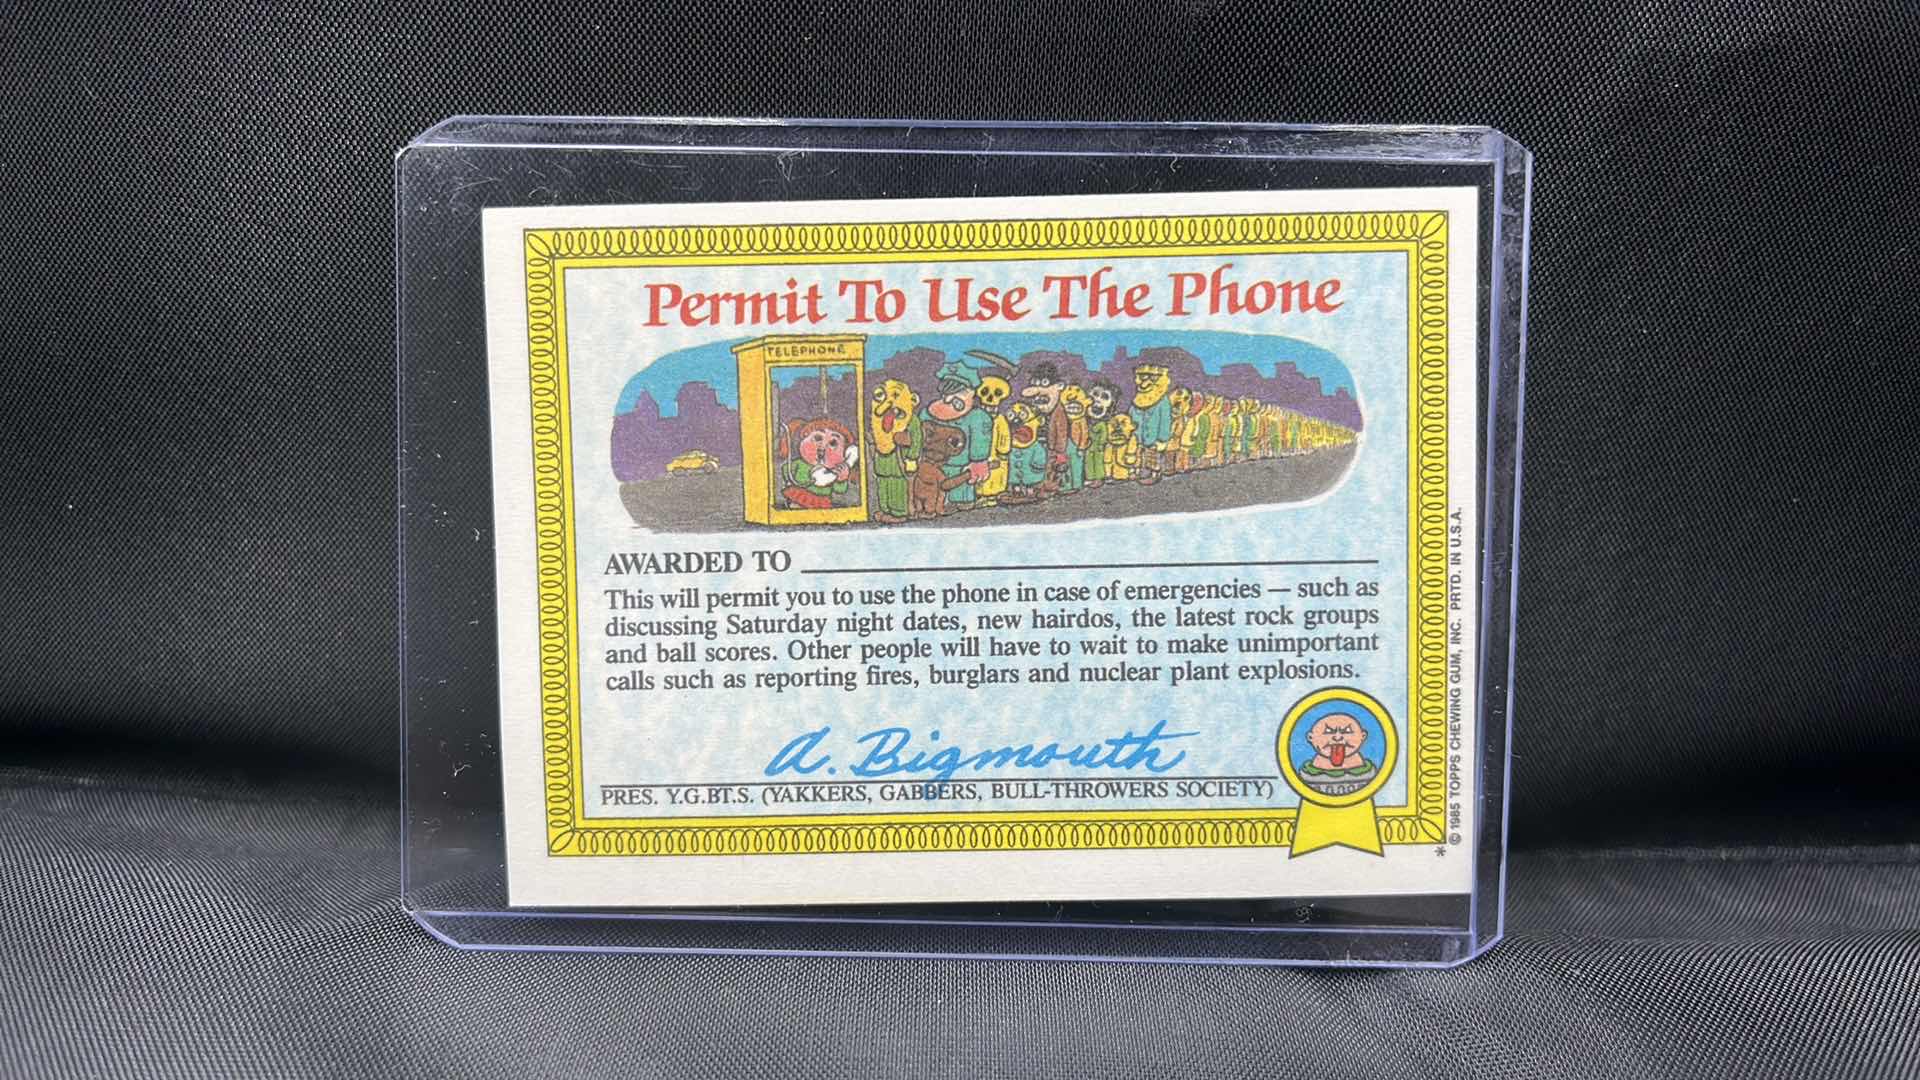 Permit To Use The Phone
TELEPHONE
AWARDED TO
This will permit you to use the phone in case of emergencies — such as
discussing Saturday night dates, new hairdos, the latest rock groups
and ball scores. Other people will have to wait to make unimportant
calls such as reporting fires, burglars and nuclear plant explosions.
A. Bigmouth
PRES. Y.G.BT.S. (YAKKERS, GABBERS, BULL-THROWERS SOCIETY)
* © 1985 TOPPS CHEWING GUM, INC. PRTD. IN U.S.A.